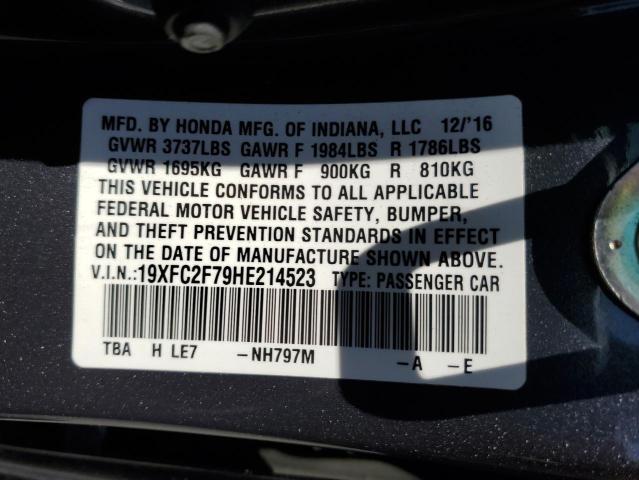 MFD. BY HONDA MFG. OF INDIANA, LLC 12/'16
GVWR 3737LBS GAWR F 1984LBS R 1786LBS
GVWR 1695KG GAWR F 900KG R 810KG
THIS VEHICLE CONFORMS TO ALL APPLICABLE
FEDERAL MOTOR VEHICLE SAFETY, BUMPER,
AND THEFT PREVENTION STANDARDS IN EFFECT
ON THE DATE OF MANUFACTURE SHOWN ABOVE.
V.I.N.:19XFC2F79HE214523 TYPE: PASSENGER CAR
TBA H LE7 -NH797M -A -E